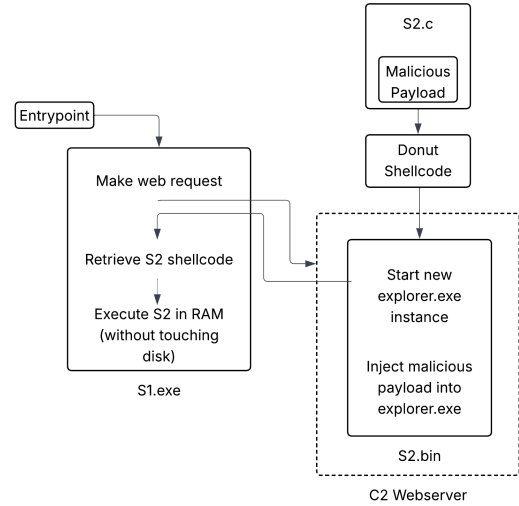 S2.c
Malicious
Payload
Entrypoint
Donut
Shellcode
Make web request
Retrieve S2 shellcode
Execute S2 in RAM
(without touching
disk)
S1.exe
Start new
explorer.exe
instance
Inject malicious
payload into
explorer.exe
S2.bin
C2 Webserver